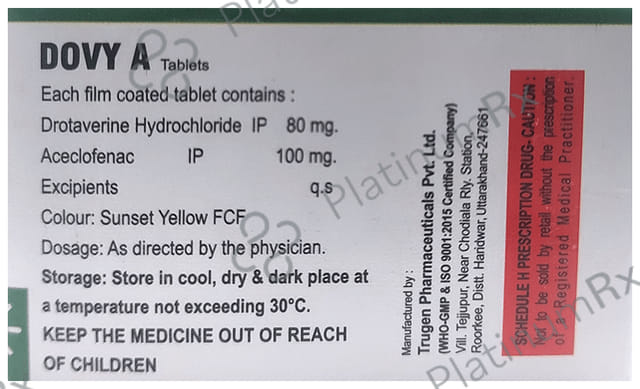 DOVY A Tablets
Each film coated tablet contains :
Drotaverine Hydrochloride IP 80 mg.
Aceclofenac IP 100 mg.
Excipients q.s
Colour: Sunset Yellow FCF
Dosage: As directed by the physician.
Storage: Store in cool, dry & dark place at
a temperature not exceeding 30°C.
KEEP THE MEDICINE OUT OF REACH
OF CHILDREN
Manufactured by :
Trugen Pharmaceuticals Pvt. Ltd.
(WHO-GMP & ISO 9001:2015 Certified Company)
Vill. Tejjupur, Near Chodiala Rly. Station,
Roorkee, Distt. Haridwar, Uttarakhand-247661
SCHEDULE H PRESCRIPTION DRUG- CAUTION :
Not to be sold by retail without the prescription
of a Registered Medical Practitioner.
PlatinumRx
PlatinumRx
PlatinumRx